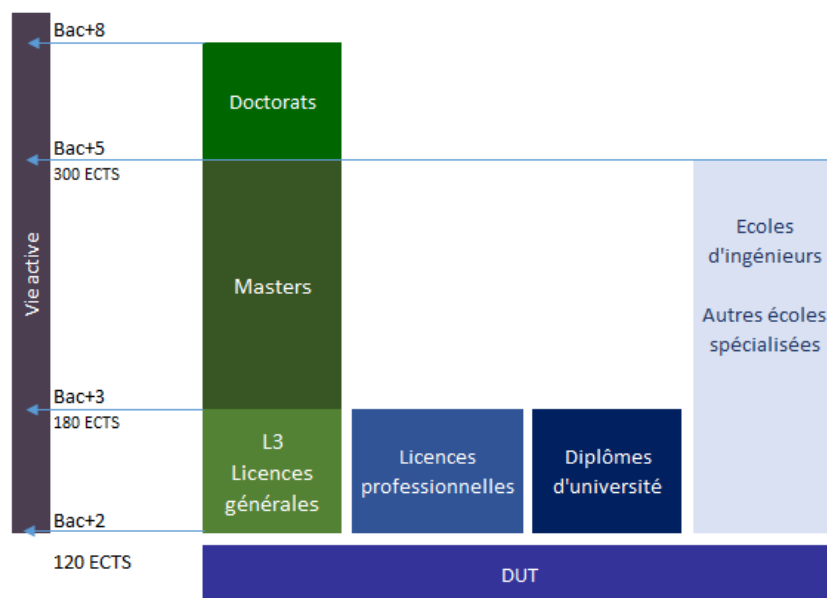 Bac+8
Doctorats
Bac+5
300 ECTS
Vie active
Masters
Ecoles
d'ingénieurs
Autres écoles
spécialisées
Bac+3
180 ECTS
L3
Licences
générales
Licences
professionnelles
Diplômes
d'université
Bac+2
120 ECTS
DUT